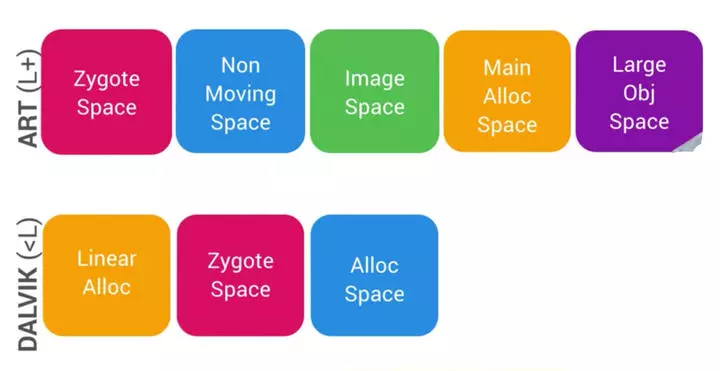 ART (L+)
Zygote
Space
Non
Moving
Space
Image
Space
Main
Alloc
Space
Large
Obj
Space
DALVIK (<L)
Linear
Alloc
Zygote
Space
Alloc
Space